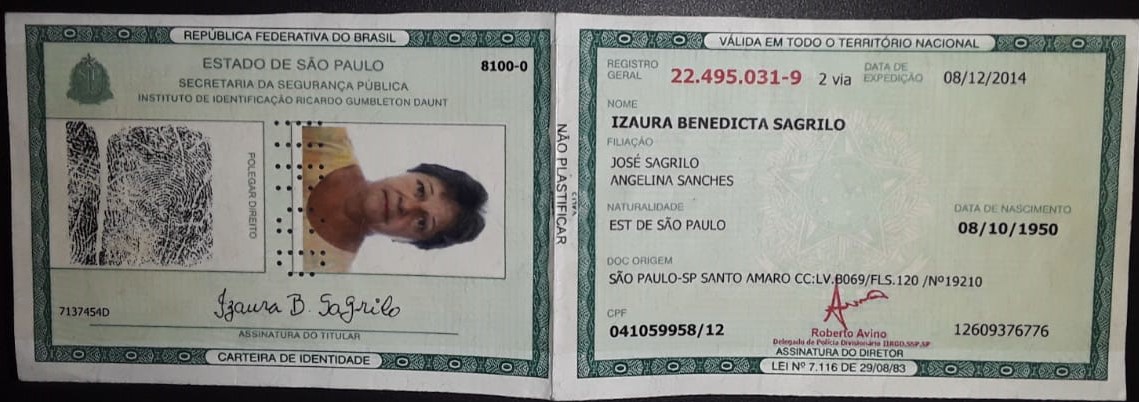 REPÚBLICA FEDERATIVA DO BRASIL
ESTADO DE SÃO PAULO
8100-0
SECRETARIA DA SEGURANÇA PÚBLICA
INSTITUTO DE IDENTIFICAÇÃO RICARDO GUMBLETON DAUNT
POLEGAR DIREITO
7137454D
Izaura B. Sagrilo
ASSINATURA DO TITULAR
CARTEIRA DE IDENTIDADE
NÃO PLASTIFICAR
VÁLIDA EM TODO O TERRITÓRIO NACIONAL
REGISTRO GERAL 22.495.031-9 2 via DATA DE EXPEDIÇÃO 08/12/2014
NOME
IZAURA BENEDICTA SAGRILO
FILIAÇÃO
JOSÉ SAGRILO
ANGELINA SANCHES
NATURALIDADE
EST DE SÃO PAULO
DATA DE NASCIMENTO
08/10/1950
DOC ORIGEM
SÃO PAULO-SP SANTO AMARO CC:LV.B069/FLS.120 /Nº19210
CPF
041059958/12
Roberto Avino
Delegado de Polícia Divisionário IIRGD.SSP.SP
12609376776
ASSINATURA DO DIRETOR
LEI Nº 7.116 DE 29/08/83